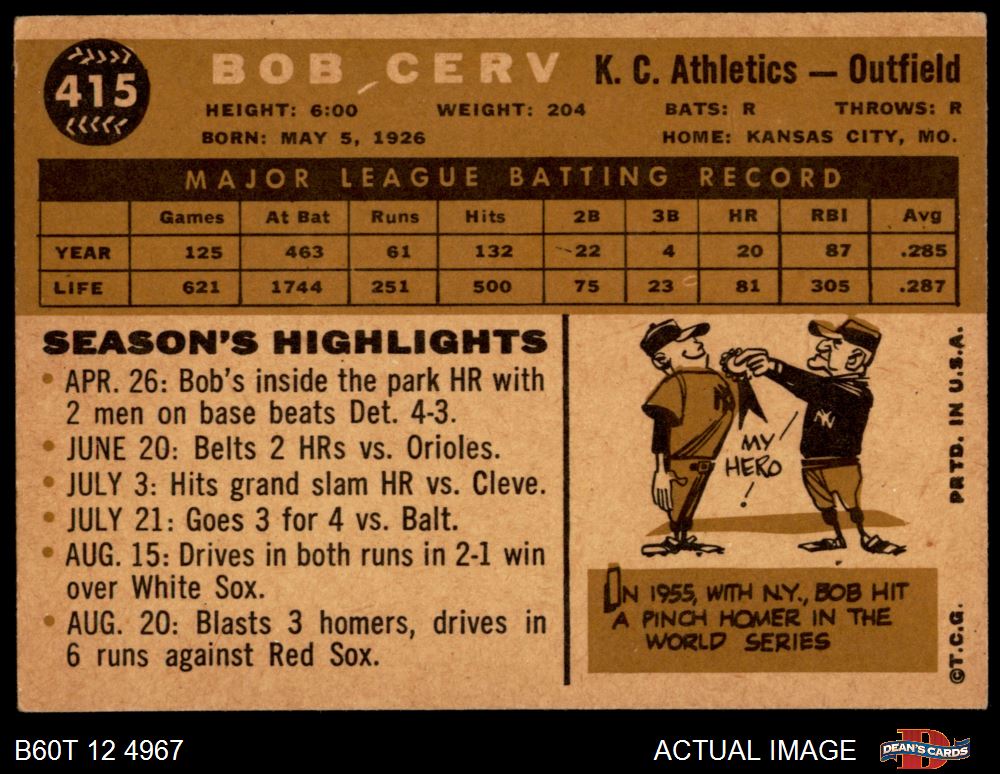 415
BOB CERV
K. C. Athletics — Outfield
HEIGHT: 6:00 WEIGHT: 204 BATS: R THROWS: R
BORN: MAY 5, 1926 HOME: KANSAS CITY, MO.
MAJOR LEAGUE BATTING RECORD
Games At Bat Runs Hits 2B 3B HR RBI Avg
YEAR 125 463 61 132 22 4 20 87 .285
LIFE 621 1744 251 500 75 23 81 305 .287
SEASON'S HIGHLIGHTS
• APR. 26: Bob's inside the park HR with
2 men on base beats Det. 4-3.
• JUNE 20: Belts 2 HRs vs. Orioles.
• JULY 3: Hits grand slam HR vs. Cleve.
• JULY 21: Goes 3 for 4 vs. Balt.
• AUG. 15: Drives in both runs in 2-1 win
over White Sox.
• AUG. 20: Blasts 3 homers, drives in
6 runs against Red Sox.
NY
NY
MY
HERO
!
IN 1955, WITH N.Y., BOB HIT
A PINCH HOMER IN THE
WORLD SERIES
©T.C.G. PRTD. IN U.S.A.
B60T 12 4967
ACTUAL IMAGE
B
DEAN'S CARDS